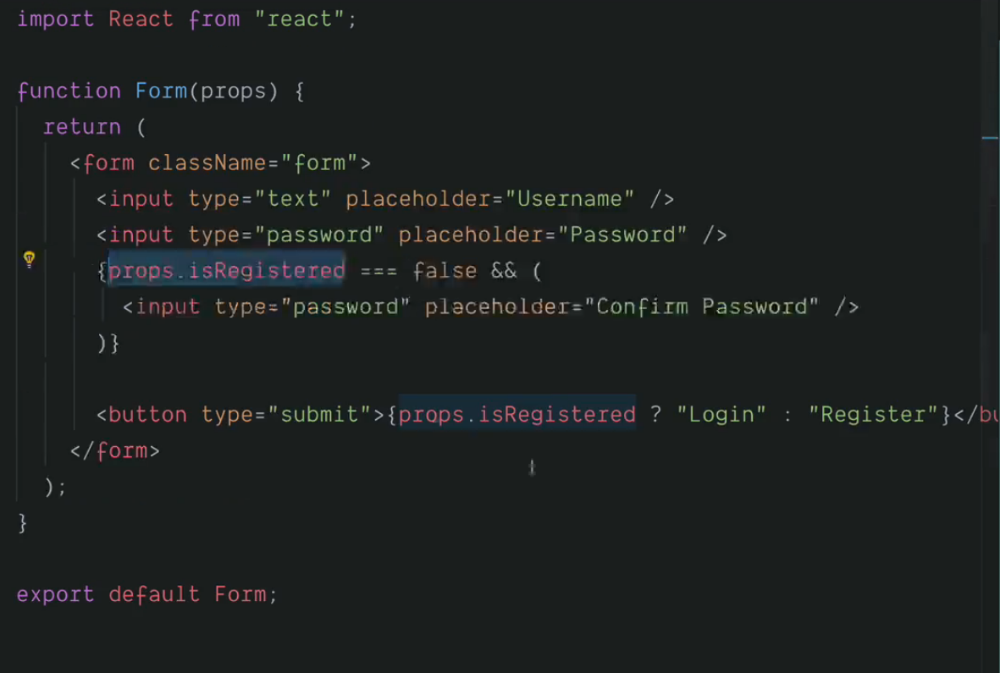 import React from "react";
function Form(props) {
return (
<form className="form">
<input type="text" placeholder="Username" />
<input type="password" placeholder="Password" />
{props.isRegistered === false && (
<input type="password" placeholder="Confirm Password" />
)}
<button type="submit">{props.isRegistered ? "Login" : "Register"}</bu
</form>
);
}
export default Form;